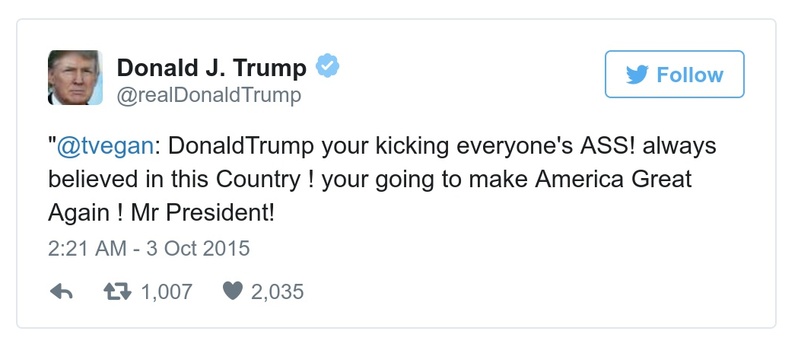 Donald J. Trump
@realDonaldTrump
Follow
"@tvegan: DonaldTrump your kicking everyone's ASS! always
believed in this Country ! your going to make America Great
Again ! Mr President!
2:21 AM - 3 Oct 2015
1,007 2,035